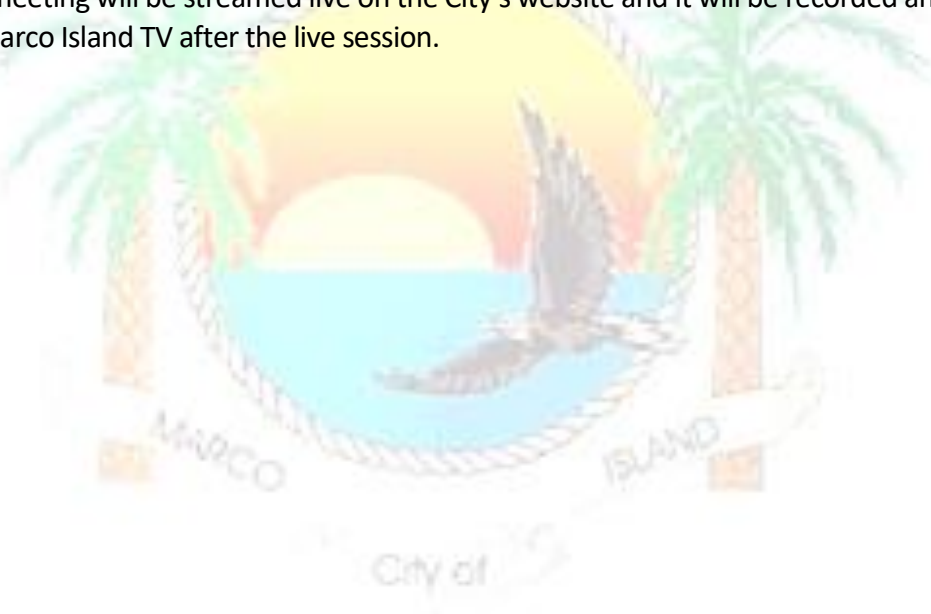 meeting will be streamed live on the City's website and it will be recorded an
arco Island TV after the live session.
MARCO ISLAND
City of